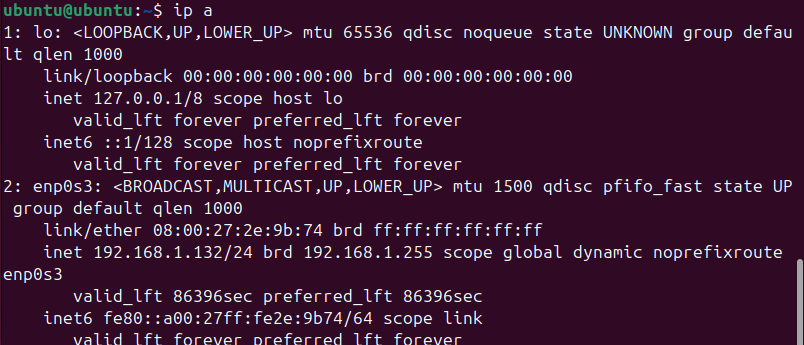 ubuntu@ubuntu:~$ ip a
1: lo: <LOOPBACK,UP,LOWER_UP> mtu 65536 qdisc noqueue state UNKNOWN group defau
lt qlen 1000
    link/loopback 00:00:00:00:00:00 brd 00:00:00:00:00:00
    inet 127.0.0.1/8 scope host lo
       valid_lft forever preferred_lft forever
    inet6 ::1/128 scope host noprefixroute
       valid_lft forever preferred_lft forever
2: enp0s3: <BROADCAST,MULTICAST,UP,LOWER_UP> mtu 1500 qdisc pfifo_fast state UP
 group default qlen 1000
    link/ether 08:00:27:2e:9b:74 brd ff:ff:ff:ff:ff:ff
    inet 192.168.1.132/24 brd 192.168.1.255 scope global dynamic noprefixroute
enp0s3
       valid_lft 86396sec preferred_lft 86396sec
    inet6 fe80::a00:27ff:fe2e:9b74/64 scope link
       valid_lft forever preferred_lft forever